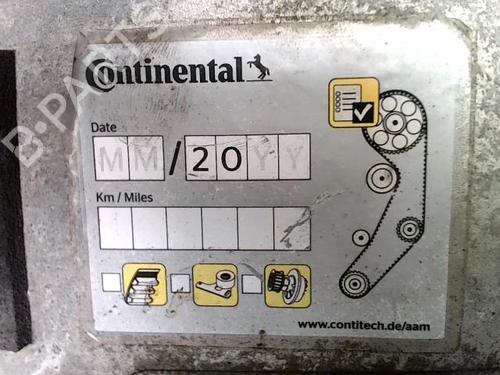 B-PARTS
Continental
Date
MM/20YY
Km / Miles
www.contitech.de/aam